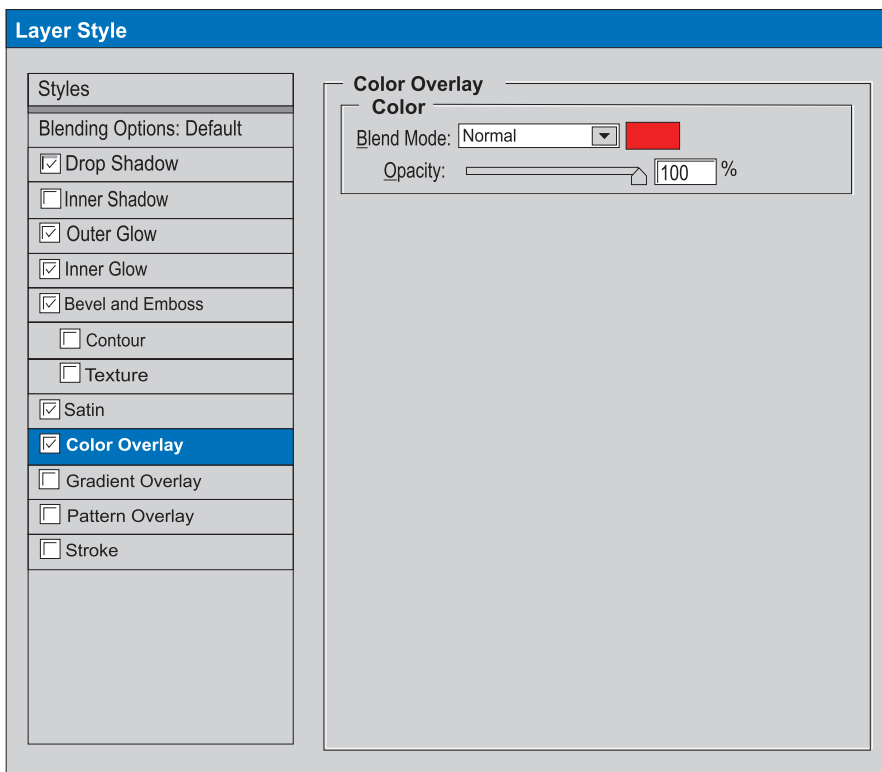 Layer Style
Styles
Blending Options: Default
Drop Shadow
Inner Shadow
Outer Glow
Inner Glow
Bevel and Emboss
Contour
Texture
Satin
Color Overlay
Gradient Overlay
Pattern Overlay
Stroke
Color Overlay
Color
Blend Mode: Normal
Opacity: 100 %